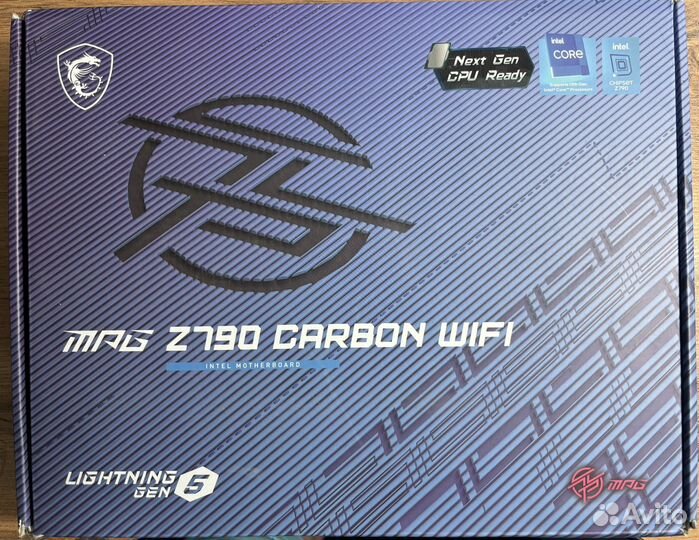 Next Gen
CPU Ready
intel
CORE
intel
CHIPSET
Z790
MPG Z790 CARBON WIFI
INTEL MOTHERBOARD
LIGHTNING
GEN 5
MPG
Avito